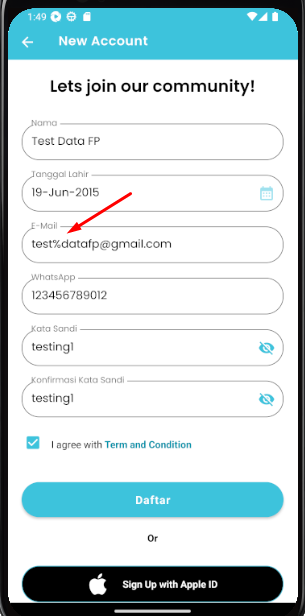 1:49
New Account
Lets join our community!
Nama
Test Data FP
Tanggal Lahir
19-Jun-2015
E-Mail
test%datafp@gmail.com
WhatsApp
123456789012
Kata Sandi
testing1
Konfirmasi Kata Sandi
testing1
I agree with Term and Condition
Daftar
Or
Sign Up with Apple ID